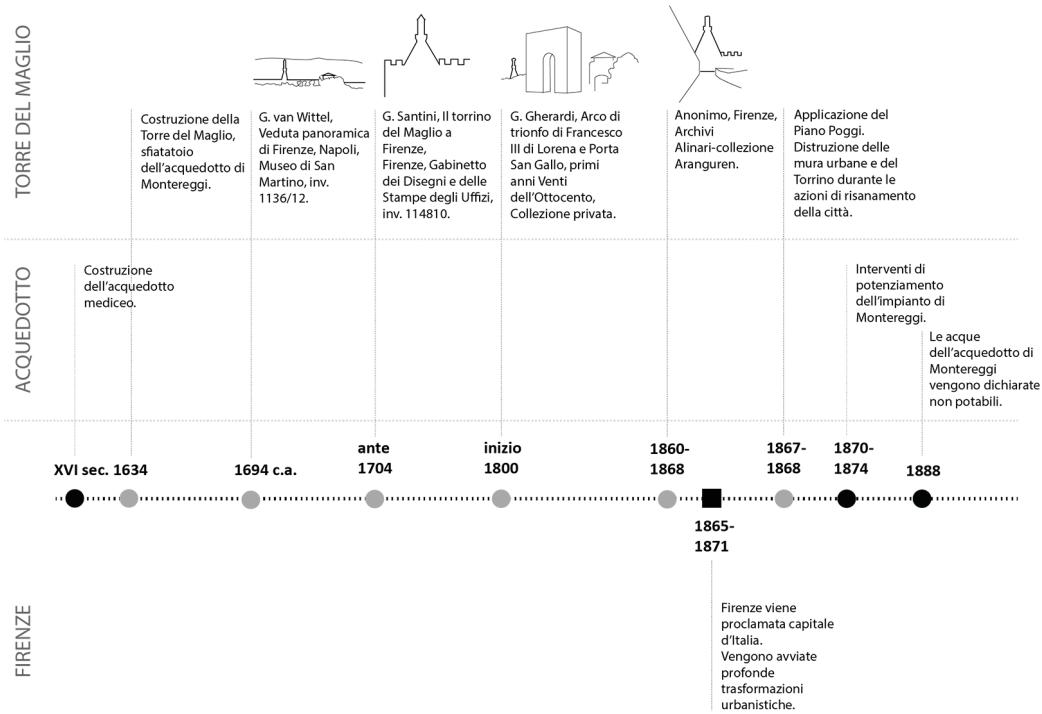 TORRE DEL MAGLIO
Costruzione della
Torre del Maglio,
sfiatatoio
dell'acquedotto di
Montereggi.
G. van Wittel,
Veduta panoramica
di Firenze, Napoli,
Museo di San
Martino, inv.
1136/12.
G. Santini, Il torrino
del Maglio a
Firenze,
Firenze, Gabinetto
dei Disegni e delle
Stampe degli Uffizi,
inv. 114810.
G. Gherardi, Arco di
trionfo di Francesco
III di Lorena e Porta
San Gallo, primi
anni Venti
dell'Ottocento,
Collezione privata.
Anonimo, Firenze,
Archivi
Alinari-collezione
Aranguren.
Applicazione del
Piano Poggi.
Distruzione delle
mura urbane e del
Torrino durante le
azioni di risanamento
della città.
ACQUEDOTTO
Costruzione
dell'acquedotto
mediceo.
Interventi di
potenziamento
dell'impianto di
Montereggi.
Le acque
dell'acquedotto di
Montereggi
vengono dichiarate
non potabili.
XVI sec. 1634
1694 c.a.
ante
1704
inizio
1800
1860-
1868
1867-
1868
1870-
1874
1888
1865-
1871
FIRENZE
Firenze viene
proclamata capitale
d'Italia.
Vengono avviate
profonde
trasformazioni
urbanistiche.